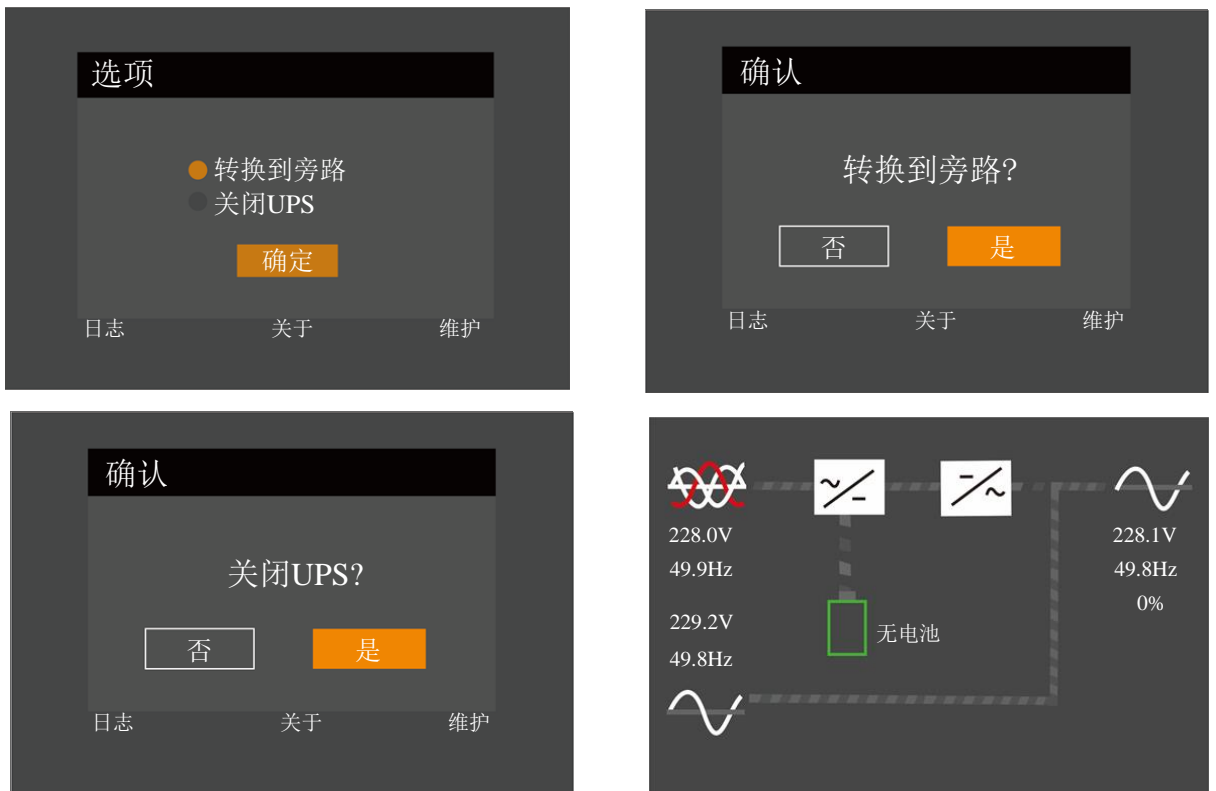 选项
转换到旁路
关闭UPS
确定
日志 关于 维护
确认
转换到旁路?
否 是
日志 关于 维护
确认
关闭UPS?
否 是
日志 关于 维护
228.0V
49.9Hz
229.2V
49.8Hz
无电池
228.1V
49.8Hz
0%